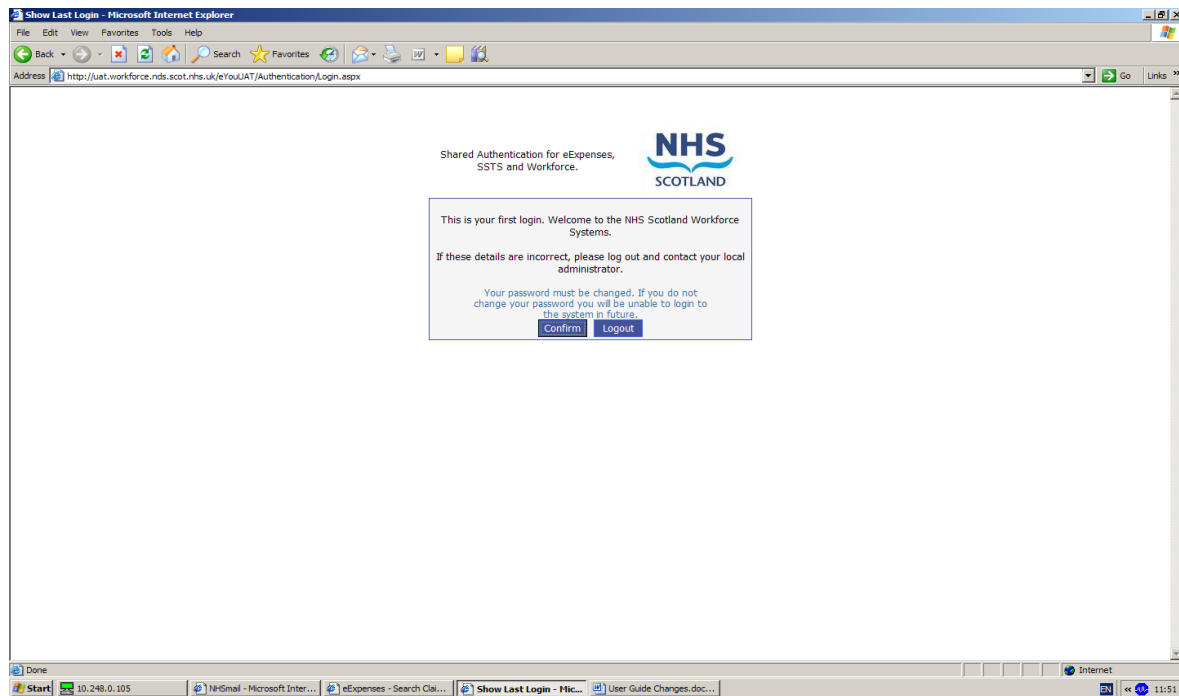 Show Last Login - Microsoft Internet Explorer
File Edit View Favorites Tools Help
Back Search Favorites
Address http://uat.workforce.nds.scot.nhs.uk/eYouUAT/Authentication/Login.aspx Go Links »
Shared Authentication for eExpenses,
SSTS and Workforce.
NHS
SCOTLAND
This is your first login. Welcome to the NHS Scotland Workforce
Systems.
If these details are incorrect, please log out and contact your local
administrator.
Your password must be changed. If you do not
change your password you will be unable to login to
the system in future.
Confirm Logout
Done Internet
Start 10.248.0.105 NHSmail - Microsoft Inter... eExpenses - Search Clai... Show Last Login - Mic... User Guide Changes.doc... EN « 11:51